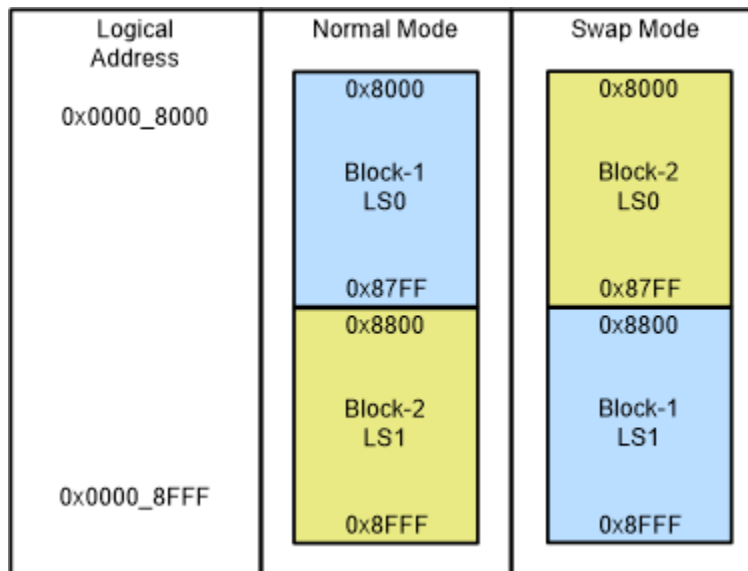 Logical
Address
0x0000_8000
0x0000_8FFF
Normal Mode
0x8000
Block-1
LS0
0x87FF
0x8800
Block-2
LS1
0x8FFF
Swap Mode
0x8000
Block-2
LS0
0x87FF
0x8800
Block-1
LS1
0x8FFF